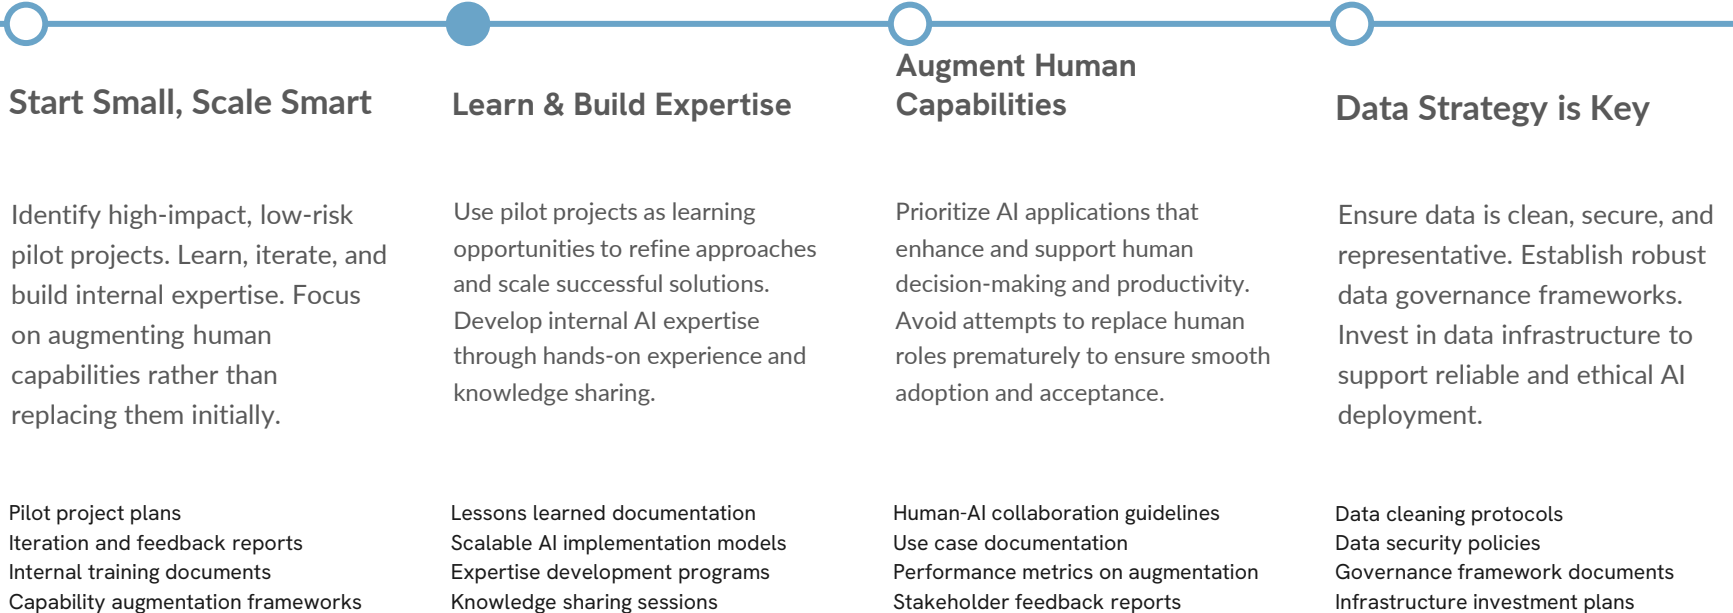 Start Small, Scale Smart
Identify high-impact, low-risk
pilot projects. Learn, iterate, and
build internal expertise. Focus
on augmenting human
capabilities rather than
replacing them initially.
Pilot project plans
Iteration and feedback reports
Internal training documents
Capability augmentation frameworks
Learn & Build Expertise
Use pilot projects as learning
opportunities to refine approaches
and scale successful solutions.
Develop internal AI expertise
through hands-on experience and
knowledge sharing.
Lessons learned documentation
Scalable AI implementation models
Expertise development programs
Knowledge sharing sessions
Augment Human
Capabilities
Prioritize AI applications that
enhance and support human
decision-making and productivity.
Avoid attempts to replace human
roles prematurely to ensure smooth
adoption and acceptance.
Human-AI collaboration guidelines
Use case documentation
Performance metrics on augmentation
Stakeholder feedback reports
Data Strategy is Key
Ensure data is clean, secure, and
representative. Establish robust
data governance frameworks.
Invest in data infrastructure to
support reliable and ethical AI
deployment.
Data cleaning protocols
Data security policies
Governance framework documents
Infrastructure investment plans